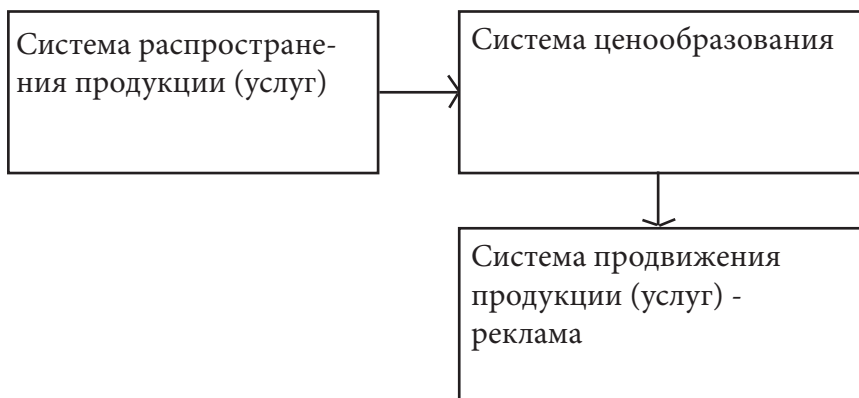 Система распростране-
ния продукции (услуг)
Система ценообразования
Система продвижения
продукции (услуг) -
реклама